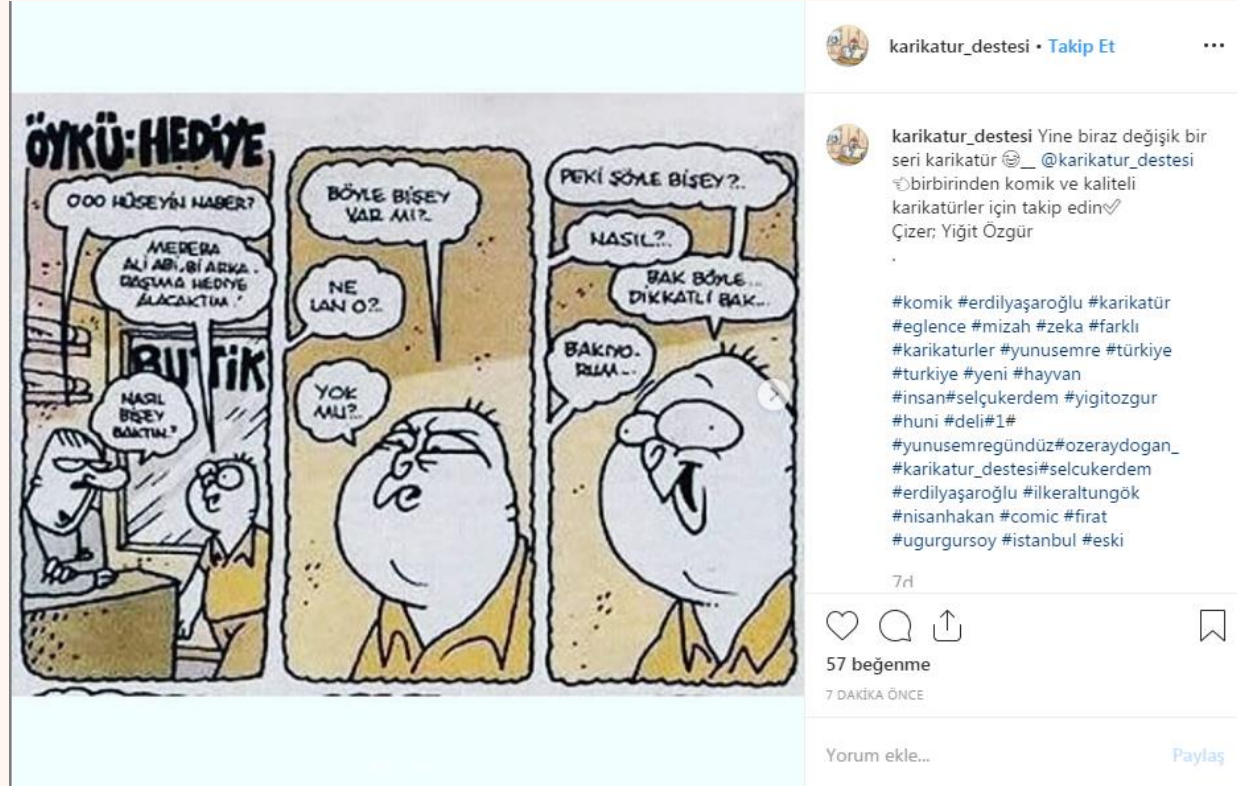 ÖYKÜ: HEDİYE
OOO HÜSEYİN NABER?
MEREBA
ALİ ABİ, Bİ ARKA-
DAŞIMA HEDİYE
ALACAKTIM.
BUTİK
NASIL
BİŞEY
BAKTIN?
BÖYLE BİŞEY
VAR MI?..
NE
LAN O?..
YOK
MU?..
PEKİ ŞÖYLE BİŞEY?..
NASIL?..
BAK BÖYLE...
DİKKATLİ BAK...
BAKIYO-
RUM...
karikatur_destesi • Takip Et
karikatur_destesi Yine biraz değişik bir
seri karikatür 😂__ @karikatur_destesi
👈birbirinden komik ve kaliteli
karikatürler için takip edin✔
Çizer; Yiğit Özgür
.
#komik #erdilyaşaroğlu #karikatür
#eglence #mizah #zeka #farklı
#karikaturler #yunusemre #türkiye
#turkiye #yeni #hayvan
#insan#selçukerdem #yigitozgur
#huni #deli#1#
#yunusemregündüz#ozeraydogan_
#karikatur_destesi#selcukerdem
#erdilyaşaroğlu #ilkeraltungök
#nisanhakan #comic #firat
#ugurgursoy #istanbul #eski
7d
57 beğenme
7 DAKİKA ÖNCE
Yorum ekle... Paylaş